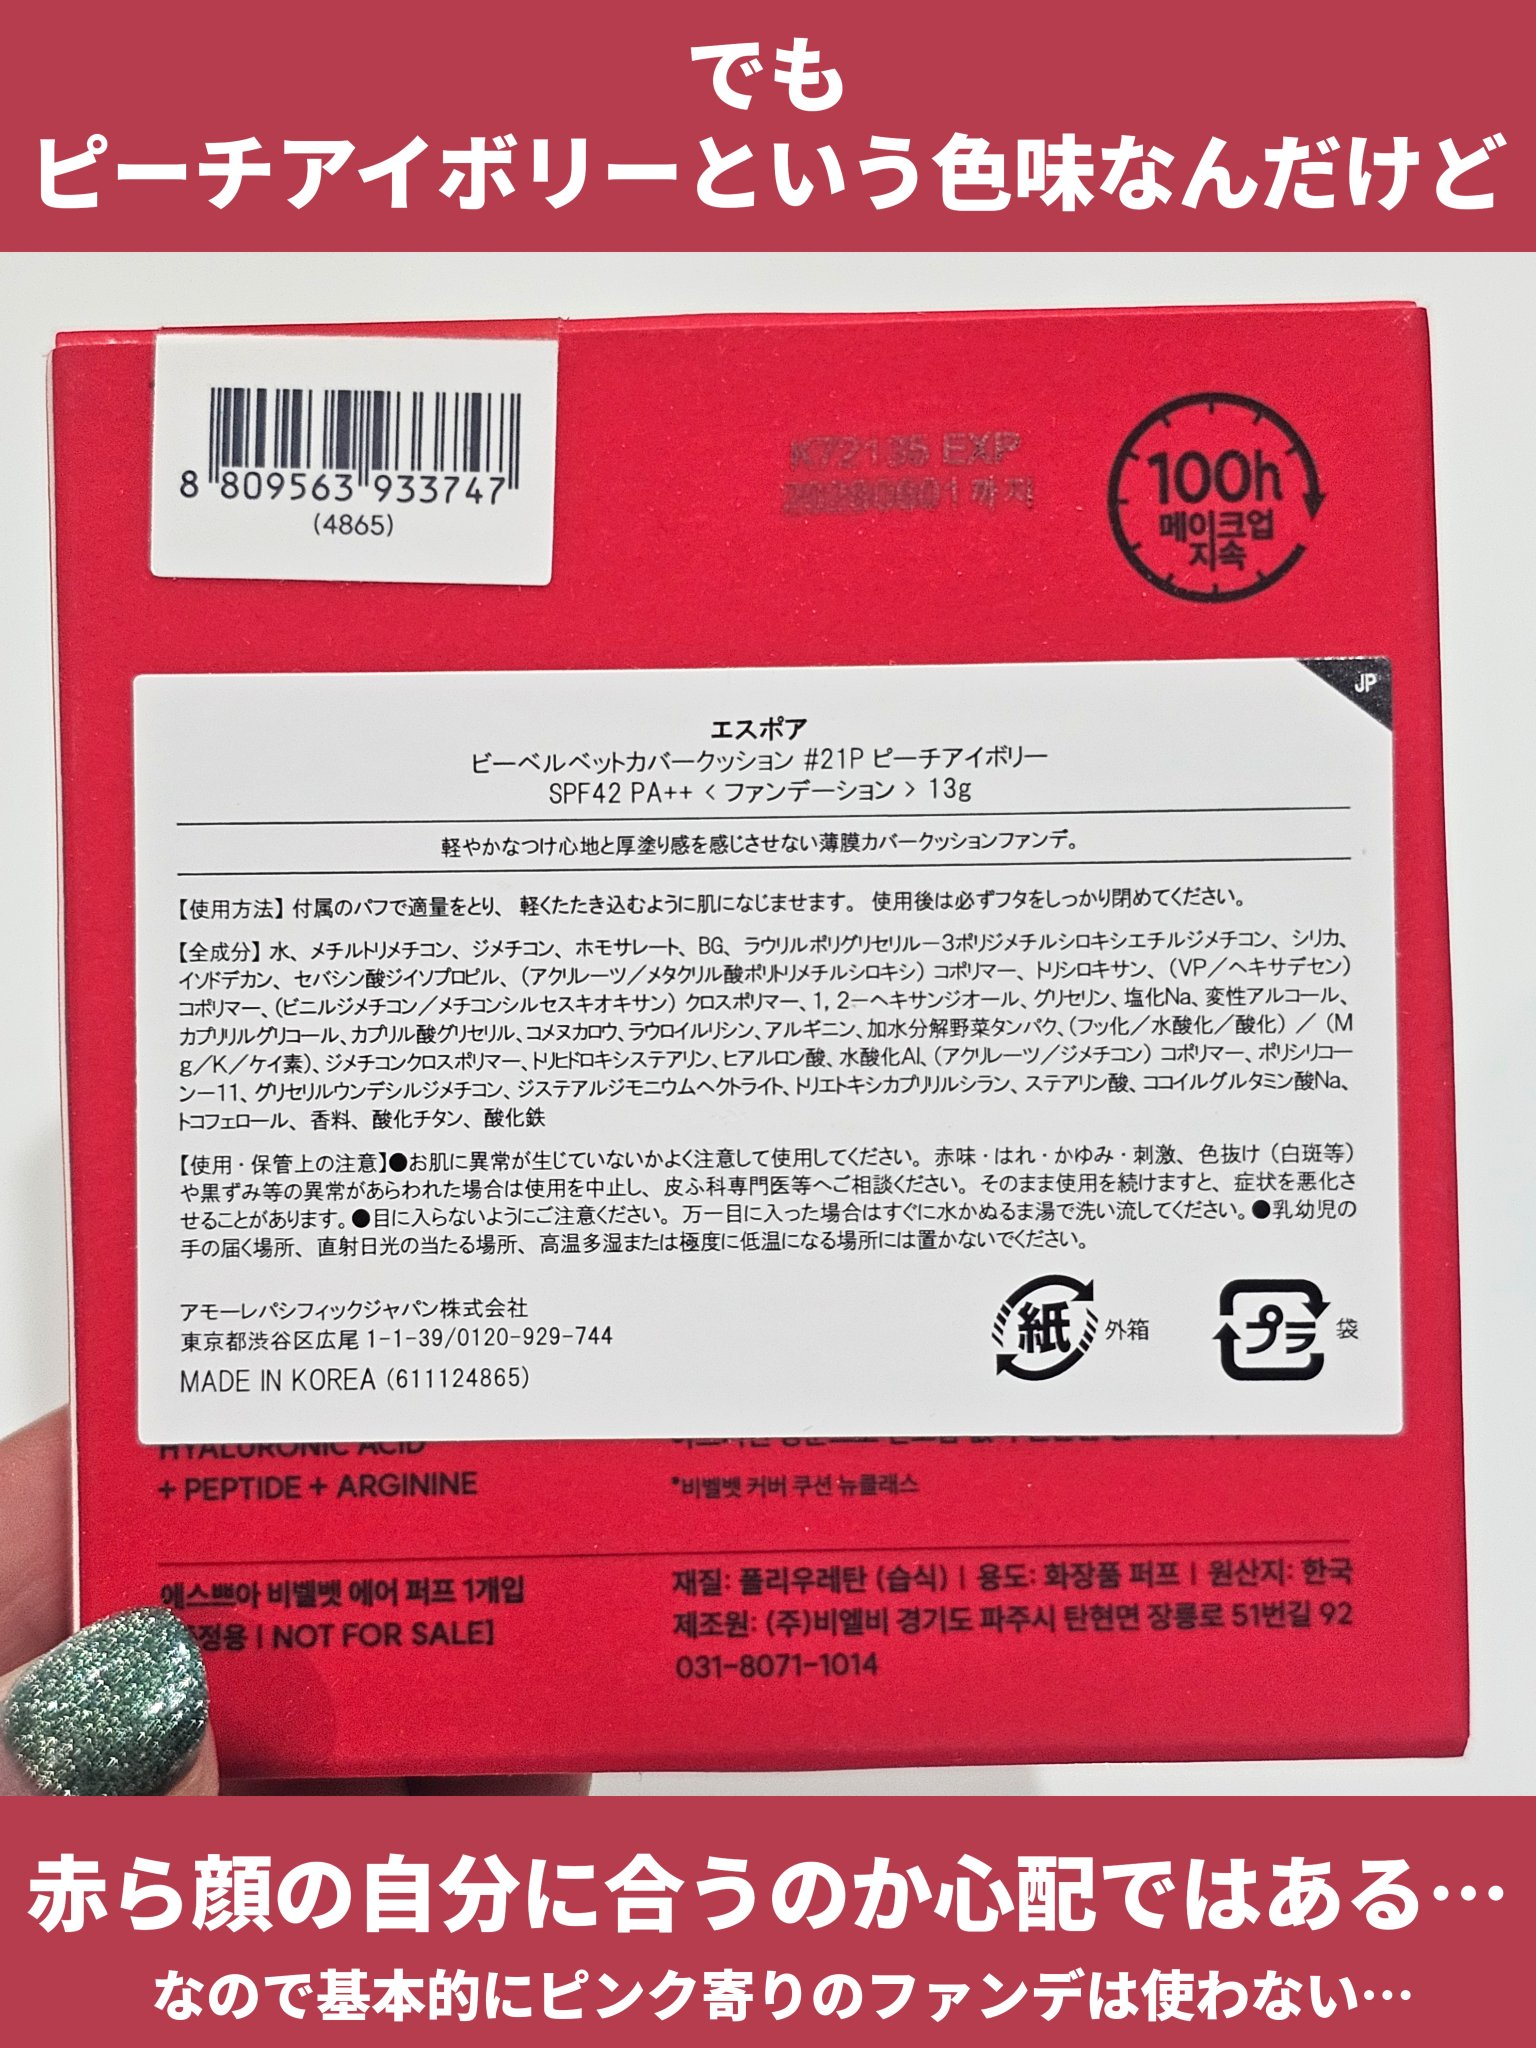 でも
ピーチアイボリーという色味なんだけど
8 809563 933747
(4865)
K72135 EXP
까지
100h
메이크업
지속
JP
エスポア
ビーベルベットカバークッション #21P ピーチアイボリー
SPF42 PA++ < ファンデーション > 13g
軽やかなつけ心地と厚塗り感を感じさせない薄膜カバークッションファンデ。
【使用方法】付属のパフで適量をとり、軽くたたき込むように肌になじませます。使用後は必ずフタをしっかり閉めてください。
【全成分】水、メチルトリメチコン、ジメチコン、ホモサレート、BG、ラウリルポリグリセリル－3ポリジメチルシロキシエチルジメチコン、シリカ、
イソドデカン、セバシン酸ジイソプロピル、（アクリレーツ／メタクリル酸ポリトリメチルシロキシ）コポリマー、トリシロキサン、（VP／ヘキサデセン）
コポリマー、（ビニルジメチコン／メチコンシルセスキオキサン）クロスポリマー、1, 2－ヘキサンジオール、グリセリン、塩化Na、変性アルコール、
カプリリルグリコール、カプリル酸グリセリル、コメヌカロウ、ラウロイルリシン、アルギニン、加水分解野菜タンパク、（フッ化／水酸化／酸化）／（M
g／K／ケイ素）、ジメチコンクロスポリマー、トリヒドロキシステアリン、ヒアルロン酸、水酸化Al、（アクリレーツ／ジメチコン）コポリマー、ポリシリコー
ン－11、グリセリルウンデシルジメチコン、ジステアルジモニウムヘクトライト、トリエトキシカプリリルシラン、ステアリン酸、ココイルグルタミン酸Na、
トコフェロール、香料、酸化チタン、酸化鉄
【使用・保管上の注意】●お肌に異常が生じていないかよく注意して使用してください。赤味・はれ・かゆみ・刺激、色抜け（白斑等）
や黒ずみ等の異常があらわれた場合は使用を中止し、皮ふ科専門医等へご相談ください。そのまま使用を続けますと、症状を悪化さ
せることがあります。●目に入らないようにご注意ください。万一目に入った場合はすぐに水かぬるま湯で洗い流してください。●乳幼児の
手の届く場所、直射日光の当たる場所、高温多湿または極度に低温になる場所には置かないでください。
アモーレパシフィックジャパン株式会社
東京都渋谷区広尾 1-1-39/0120-929-744
MADE IN KOREA (611124865)
紙 外箱
プラ 袋
HYALURONIC ACID
+ PEPTIDE + ARGININE
*비벨벳 커버 쿠션 뉴클래스
에스쁘아 비벨벳 에어 퍼프 1개입
정용 | NOT FOR SALE]
재질: 폴리우레탄 (습식) | 용도: 화장품 퍼프 | 원산지: 한국
제조원: (주)비엘비 경기도 파주시 탄현면 장릉로 51번길 92
031-8071-1014
赤ら顔の自分に合うのか心配ではある…
なので基本的にピンク寄りのファンデは使わない…